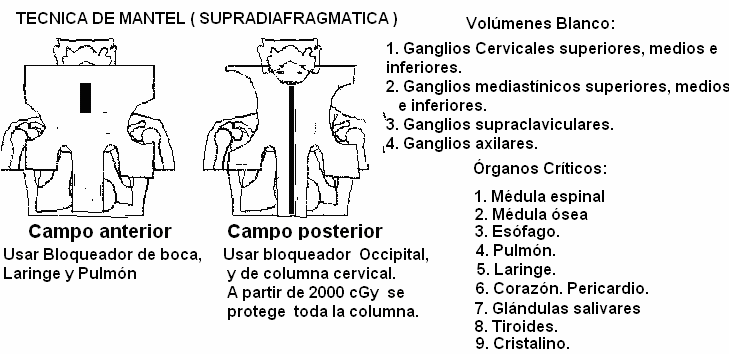 TECNICA DE MANTEL ( SUPRADIAFRAGMATICA )
Campo anterior
Usar Bloqueador de boca,
Laringe y Pulmón
Campo posterior
Usar bloqueador Occipital,
y de columna cervical.
A partir de 2000 cGy se
protege toda la columna.
Volúmenes Blanco:
1. Ganglios Cervicales superiores, medios e
inferiores.
2. Ganglios mediastínicos superiores, medios
e inferiores.
3. Ganglios supraclaviculares.
4. Ganglios axilares.
Órganos Críticos:
1. Médula espinal
2. Médula ósea
3. Esófago.
4. Pulmón.
5. Laringe.
6. Corazón. Pericardio.
7. Glándulas salivares
8. Tiroides.
9. Cristalino.